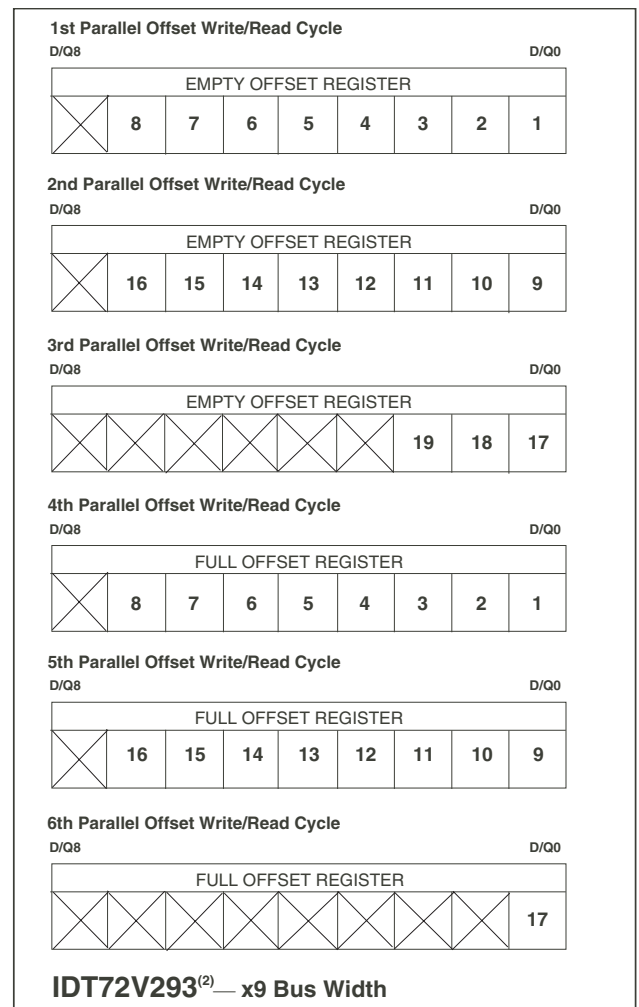 1st Parallel Offset Write/Read Cycle
D/Q8 D/Q0
EMPTY OFFSET REGISTER
8 7 6 5 4 3 2 1
2nd Parallel Offset Write/Read Cycle
D/Q8 D/Q0
EMPTY OFFSET REGISTER
16 15 14 13 12 11 10 9
3rd Parallel Offset Write/Read Cycle
D/Q8 D/Q0
EMPTY OFFSET REGISTER
19 18 17
4th Parallel Offset Write/Read Cycle
D/Q8 D/Q0
FULL OFFSET REGISTER
8 7 6 5 4 3 2 1
5th Parallel Offset Write/Read Cycle
D/Q8 D/Q0
FULL OFFSET REGISTER
16 15 14 13 12 11 10 9
6th Parallel Offset Write/Read Cycle
D/Q8 D/Q0
FULL OFFSET REGISTER
17
IDT72V293(2)— x9 Bus Width